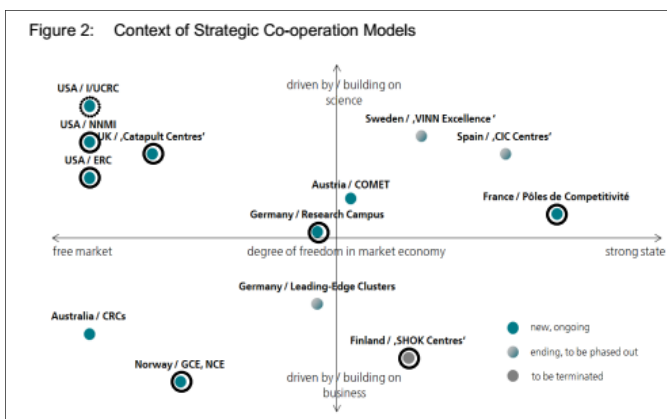 Figure 2: Context of Strategic Co-operation Models
USA / I/UCRC
driven by / building on
science
USA / NNMI
UK / ‚Catapult Centres'
Sweden / ‚VINN Excellence '
Spain / ‚CIC Centres'
USA / ERC
Austria / COMET
France / Pôles de Competitivité
Germany / Research Campus
free market
degree of freedom in market economy
strong state
Germany / Leading-Edge Clusters
Australia / CRCs
new, ongoing
Finland / ‚SHOK Centres'
ending, to be phased out
Norway / GCE, NCE
driven by / building on
business
to be terminated